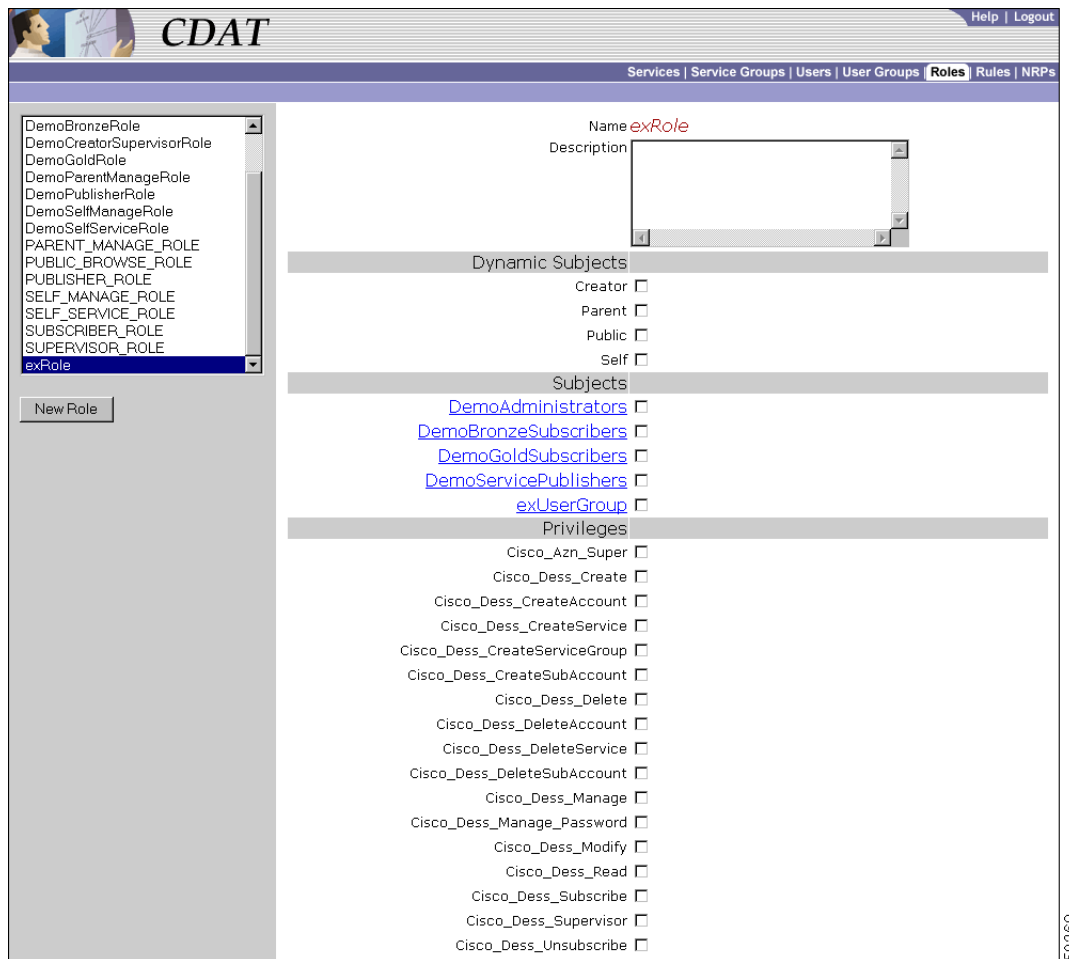 CDAT
Help | Logout
Services | Service Groups | Users | User Groups | Roles | Rules | NRPs
DemoBronzeRole
DemoCreatorSupervisorRole
DemoGoldRole
DemoParentManageRole
DemoPublisherRole
DemoSelfManageRole
DemoSelfServiceRole
PARENT_MANAGE_ROLE
PUBLIC_BROWSE_ROLE
PUBLISHER_ROLE
SELF_MANAGE_ROLE
SELF_SERVICE_ROLE
SUBSCRIBER_ROLE
SUPERVISOR_ROLE
exRole
New Role
Name exRole
Description
Dynamic Subjects
Creator
Parent
Public
Self
Subjects
DemoAdministrators
DemoBronzeSubscribers
DemoGoldSubscribers
DemoServicePublishers
exUserGroup
Privileges
Cisco_Azn_Super
Cisco_Dess_Create
Cisco_Dess_CreateAccount
Cisco_Dess_CreateService
Cisco_Dess_CreateServiceGroup
Cisco_Dess_CreateSubAccount
Cisco_Dess_Delete
Cisco_Dess_DeleteAccount
Cisco_Dess_DeleteService
Cisco_Dess_DeleteSubAccount
Cisco_Dess_Manage
Cisco_Dess_Manage_Password
Cisco_Dess_Modify
Cisco_Dess_Read
Cisco_Dess_Subscribe
Cisco_Dess_Supervisor
Cisco_Dess_Unsubscribe